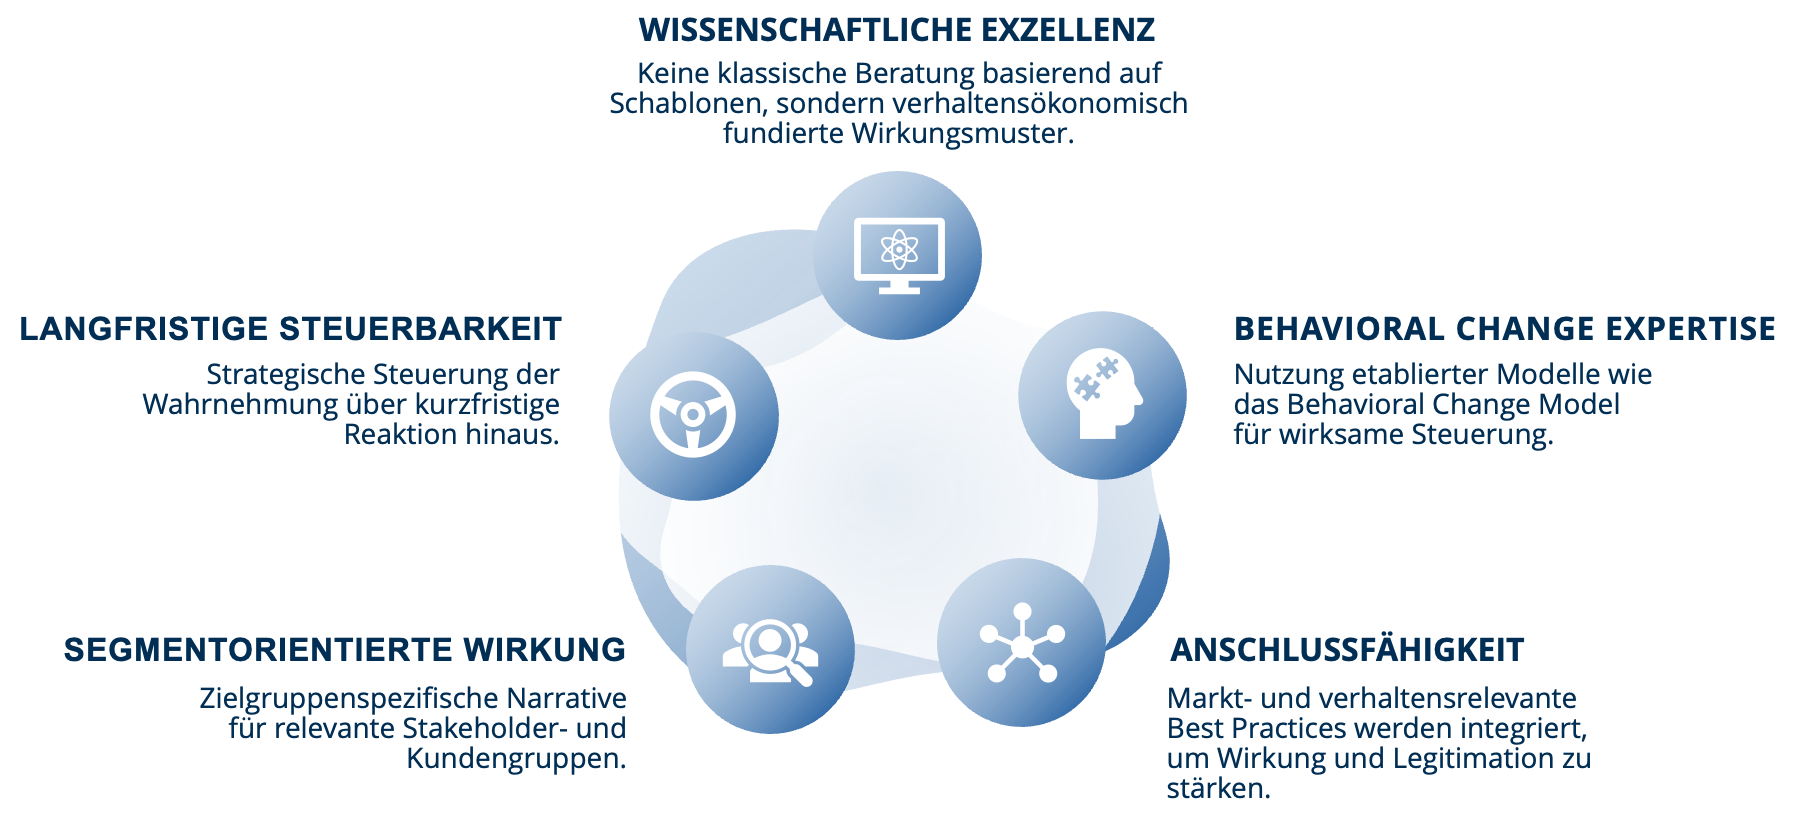 WISSENSCHAFTLICHE EXZELLENZ
Keine klassische Beratung basierend auf
Schablonen, sondern verhaltensökonomisch
fundierte Wirkungsmuster.
LANGFRISTIGE STEUERBARKEIT
Strategische Steuerung der
Wahrnehmung über kurzfristige
Reaktion hinaus.
BEHAVIORAL CHANGE EXPERTISE
Nutzung etablierter Modelle wie
das Behavioral Change Model
für wirksame Steuerung.
SEGMENTORIENTIERTE WIRKUNG
Zielgruppenspezifische Narrative
für relevante Stakeholder- und
Kundengruppen.
ANSCHLUSSFÄHIGKEIT
Markt- und verhaltensrelevante
Best Practices werden integriert,
um Wirkung und Legitimation zu
stärken.